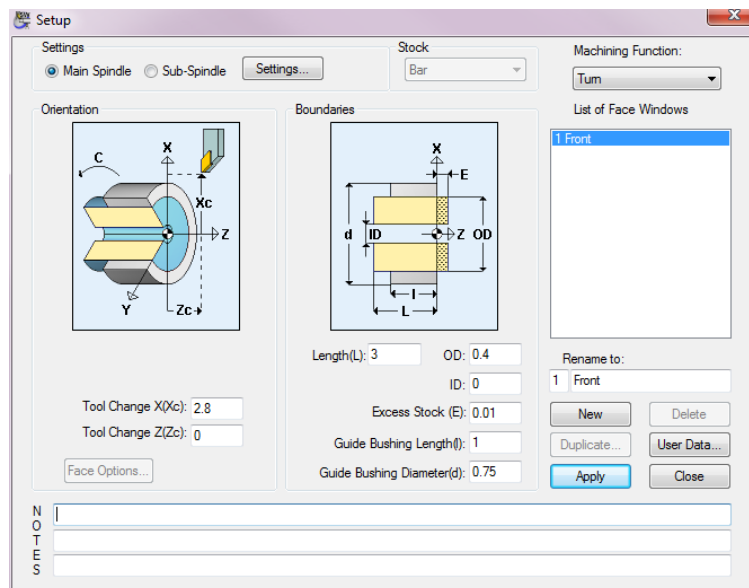 Setup
Settings
Main Spindle Sub-Spindle Settings...
Stock
Bar
Machining Function:
Turn
Orientation
C
X
Xc
Z
Y
Zc
Boundaries
X
E
d
ID
Z
OD
l
L
List of Face Windows
1 Front
Length(L): 3
OD: 0.4
ID: 0
Tool Change X(Xc): 2.8
Excess Stock (E): 0.01
Tool Change Z(Zc): 0
Guide Bushing Length(l): 1
Face Options...
Guide Bushing Diameter(d): 0.75
Rename to:
1 Front
New Delete
Duplicate... User Data...
Apply Close
NOTES